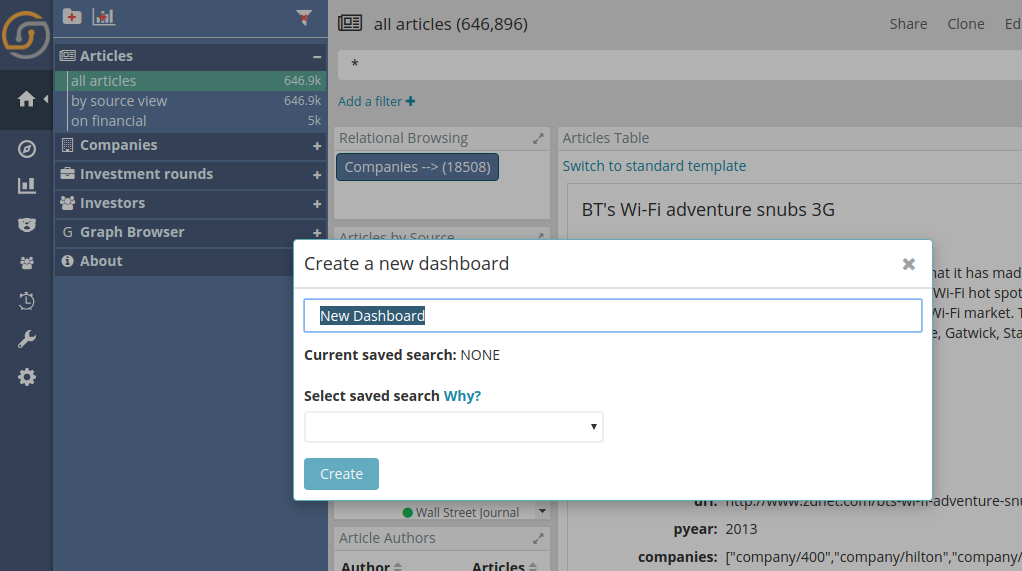 all articles (646,896)
Share Clone Ed
*
Add a filter +
Articles −
all articles 646.9k
by source view 646.9k
on financial 5k
Companies +
Investment rounds +
Investors +
G Graph Browser +
About
Relational Browsing
Companies --> (18508)
Articles by Source
Articles Table
Switch to standard template
BT's Wi-Fi adventure snubs 3G
hat it has mad
Wi-Fi hot spot
Wi-Fi market. T
e, Gatwick, Sta
Create a new dashboard ×
New Dashboard
Current saved search: NONE
Select saved search Why?
Create
Wall Street Journal
Article Authors
Author Articles
url: http://www.zdnet.com/bts-wi-fi-adventure-snu
pyear: 2013
companies: ["company/400","company/hilton","company/